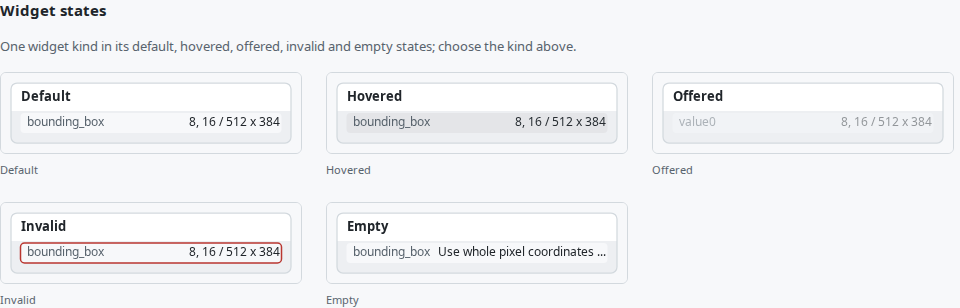 Widget states
One widget kind in its default, hovered, offered, invalid and empty states; choose the kind above.
Default
bounding_box 8, 16 / 512 x 384
Default
Hovered
bounding_box 8, 16 / 512 x 384
Hovered
Offered
value0 8, 16 / 512 x 384
Offered
Invalid
bounding_box 8, 16 / 512 x 384
Invalid
Empty
bounding_box Use whole pixel coordinates ...
Empty